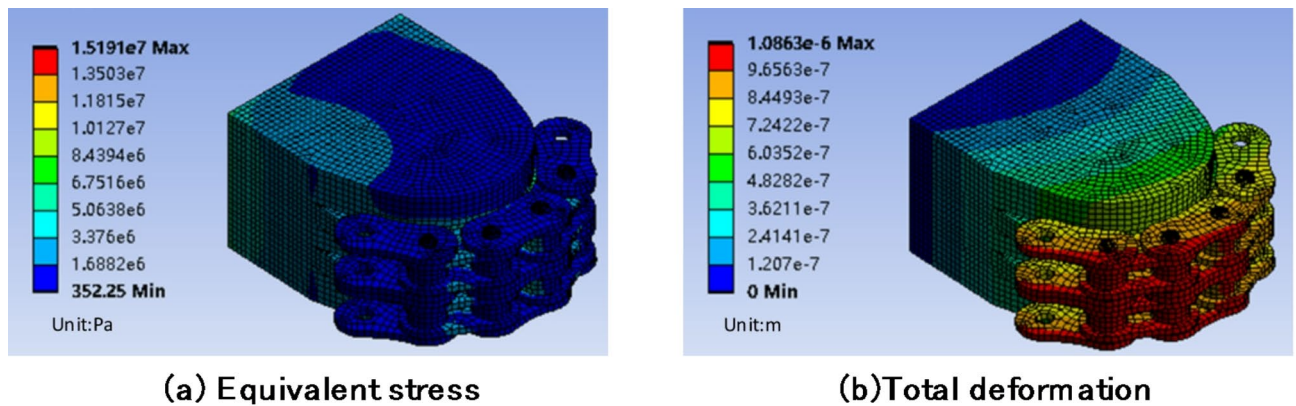 1.5191e7 Max
1.3503e7
1.1815e7
1.0127e7
8.4394e6
6.7516e6
5.0638e6
3.376e6
1.6882e6
352.25 Min
Unit:Pa
(a) Equivalent stress
1.0863e-6 Max
9.6563e-7
8.4493e-7
7.2422e-7
6.0352e-7
4.8282e-7
3.6211e-7
2.4141e-7
1.207e-7
0 Min
Unit:m
(b)Total deformation